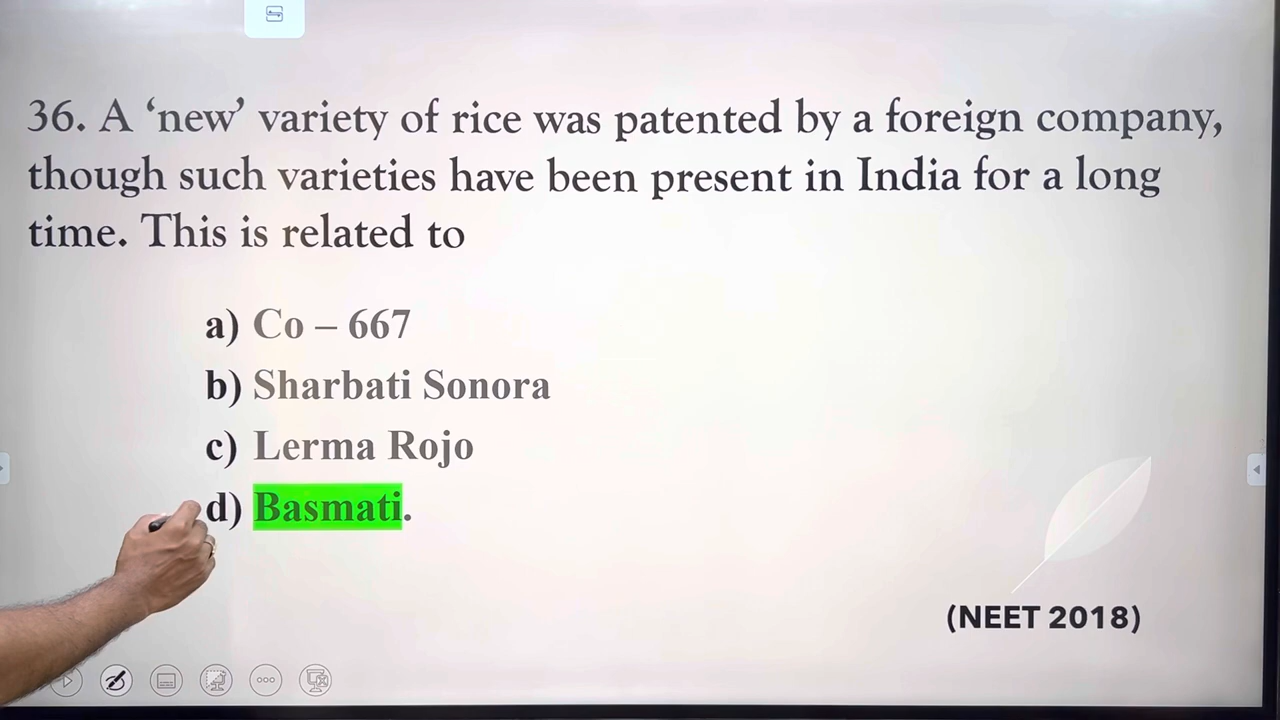 36. A ‘new’ variety of rice was patented by a foreign company,
though such varieties have been present in India for a long
time. This is related to
a) Co – 667
b) Sharbati Sonora
c) Lerma Rojo
d) Basmati.
(NEET 2018)